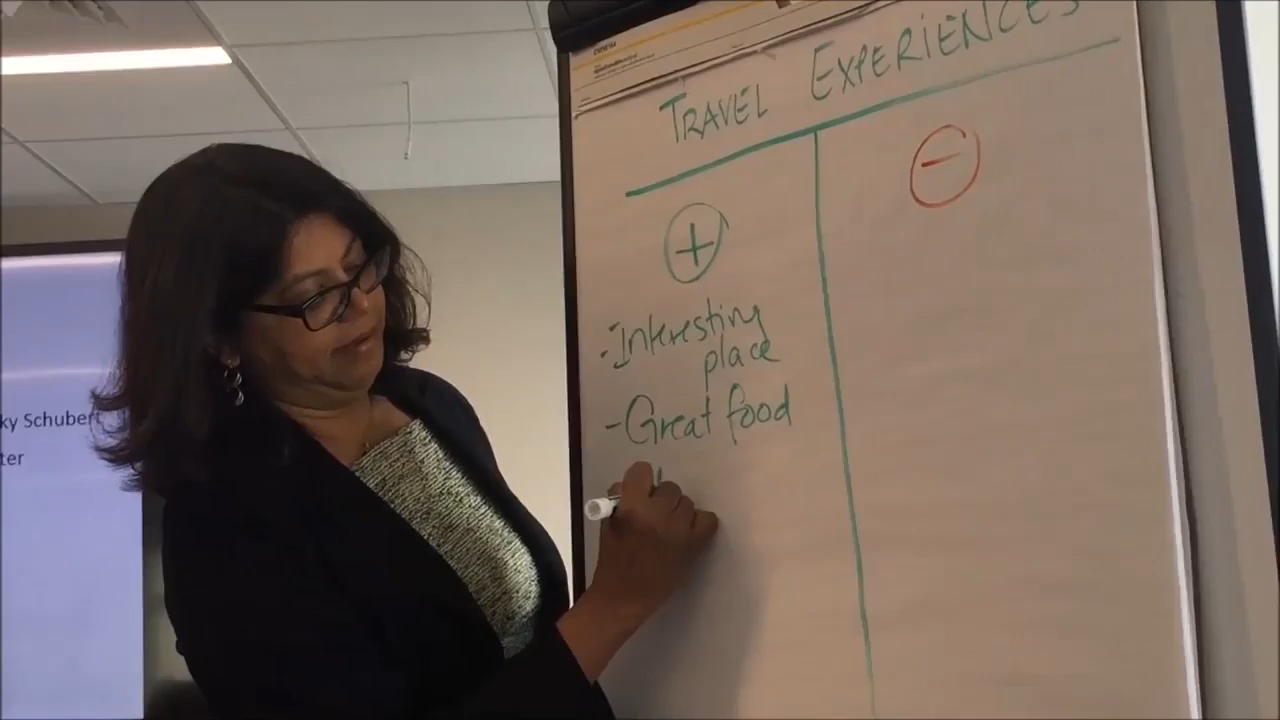 TRAVEL EXPERIENCES
+
−
- Interesting
place
- Great food
ky Schubert
ter